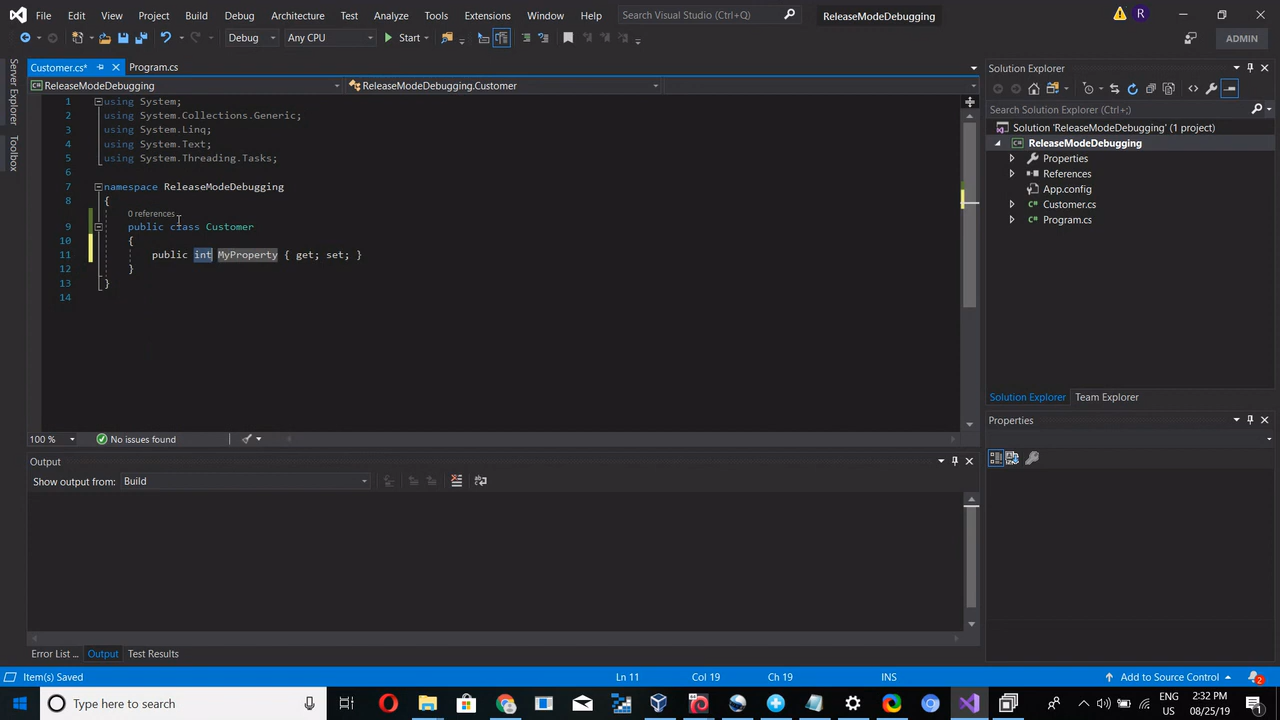 File Edit View Project Build Debug Architecture Test Analyze Tools Extensions Window Help Search Visual Studio (Ctrl+Q) ReleaseModeDebugging R
Debug Any CPU Start ADMIN
Customer.cs* Program.cs
ReleaseModeDebugging ReleaseModeDebugging.Customer
1 using System;
2 using System.Collections.Generic;
3 using System.Linq;
4 using System.Text;
5 using System.Threading.Tasks;
6
7 namespace ReleaseModeDebugging
8 {
0 references
9 public class Customer
10 {
11 public int MyProperty { get; set; }
12 }
13 }
14
Server Explorer
Toolbox
100 % No issues found
Output
Show output from: Build
Error List ... Output Test Results
Solution Explorer
Search Solution Explorer (Ctrl+;)
Solution 'ReleaseModeDebugging' (1 project)
ReleaseModeDebugging
Properties
References
App.config
Customer.cs
Program.cs
Solution Explorer Team Explorer
Properties
Item(s) Saved Ln 11 Col 19 Ch 19 INS Add to Source Control 2
Type here to search ENG US 2:32 PM 08/25/19 1